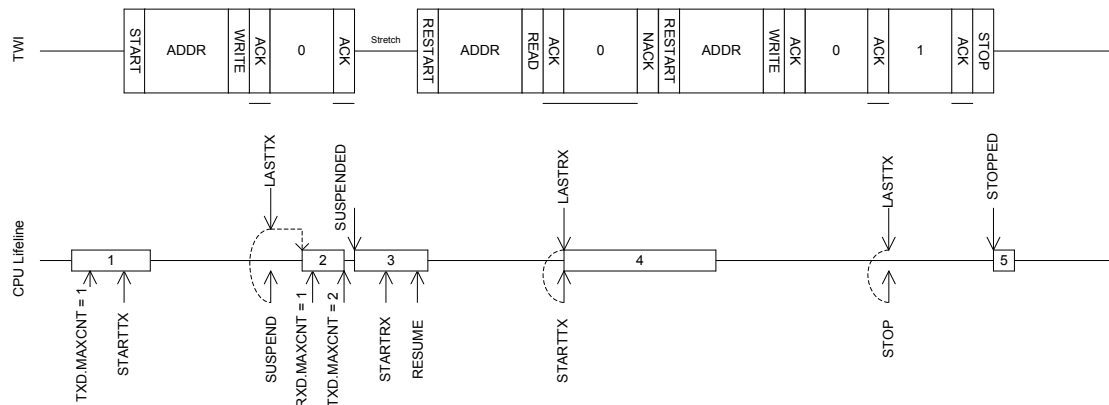 TWI
START
ADDR
WRITE
ACK
0
ACK
Stretch
RESTART
ADDR
READ
ACK
0
NACK
RESTART
ADDR
WRITE
ACK
0
ACK
1
ACK
STOP
CPU Lifeline
LASTTX
SUSPENDED
LASTRX
LASTTX
STOPPED
1
2
3
4
5
TXD.MAXCNT = 1
STARTTX
SUSPEND
RXD.MAXCNT = 1
TXD.MAXCNT = 2
STARTRX
RESUME
STARTTX
STOP